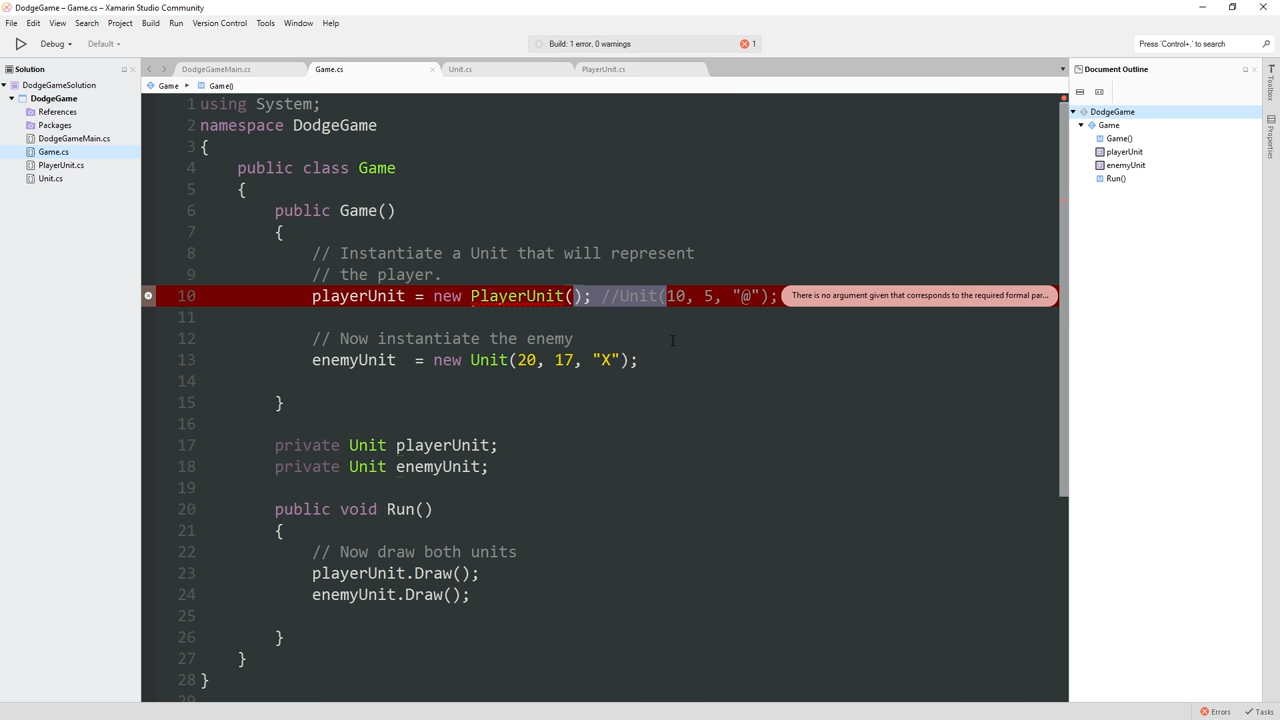 DodgeGame – Game.cs – Xamarin Studio Community
File Edit View Search Project Build Run Version Control Tools Window Help
Debug Default Build: 1 error, 0 warnings 1 Press 'Control+,' to search
Solution
DodgeGameSolution
DodgeGame
References
Packages
DodgeGameMain.cs
Game.cs
PlayerUnit.cs
Unit.cs
DodgeGameMain.cs Game.cs Unit.cs PlayerUnit.cs
Game Game()
1 using System;
2 namespace DodgeGame
3 {
4 public class Game
5 {
6 public Game()
7 {
8 // Instantiate a Unit that will represent
9 // the player.
10 playerUnit = new PlayerUnit(); //Unit(10, 5, "@"); There is no argument given that corresponds to the required formal par...
11
12 // Now instantiate the enemy
13 enemyUnit = new Unit(20, 17, "X");
14
15 }
16
17 private Unit playerUnit;
18 private Unit enemyUnit;
19
20 public void Run()
21 {
22 // Now draw both units
23 playerUnit.Draw();
24 enemyUnit.Draw();
25
26 }
27 }
28 }
29
Document Outline
DodgeGame
Game
Game()
playerUnit
enemyUnit
Run()
Toolbox
Properties
Errors Tasks